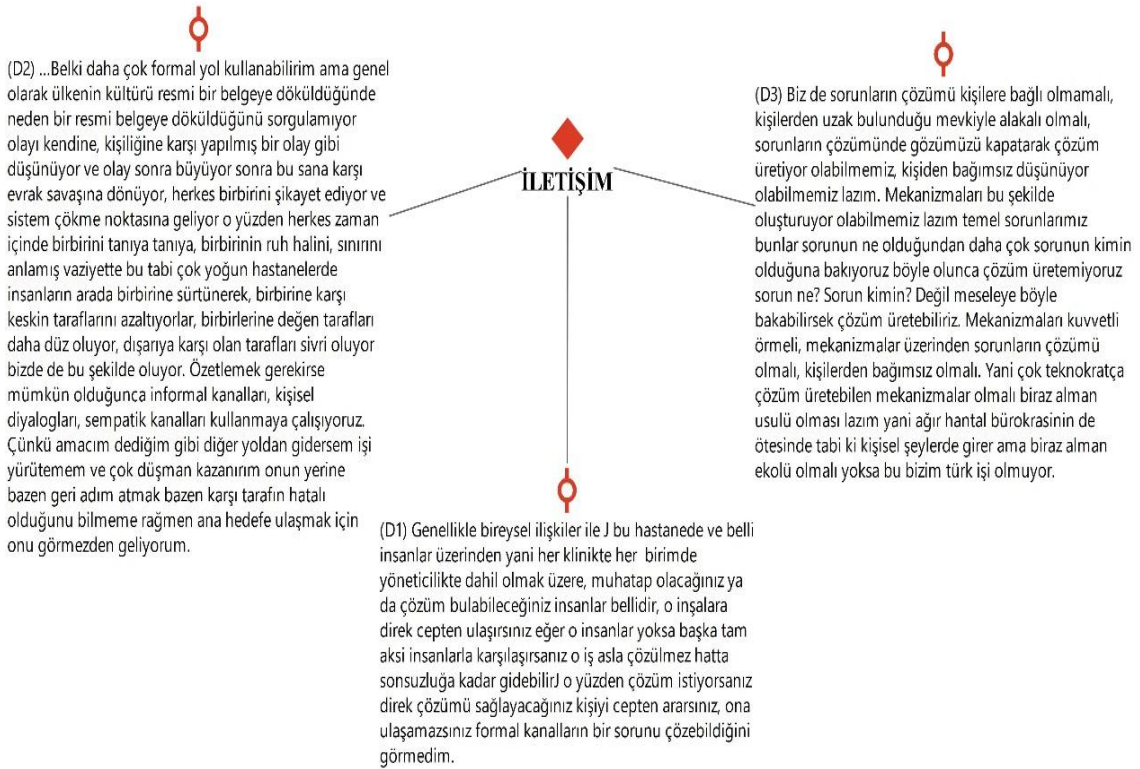 (D2) ...Belki daha çok formal yol kullanabilirim ama genel
olarak ülkenin kültürü resmi bir belgeye döküldüğünde
neden bir resmi belgeye döküldüğünü sorgulamıyor
olayı kendine, kişiliğine karşı yapılmış bir olay gibi
düşünüyor ve olay sonra büyüyor sonra bu sana karşı
evrak savaşına dönüyor, herkes birbirini şikayet ediyor ve
sistem çökme noktasına geliyor o yüzden herkes zaman
içinde birbirini tanıya tanıya, birbirinin ruh halini, sınırını
anlamış vaziyette bu tabi çok yoğun hastanelerde
insanların arada birbirine sürtünerek, birbirine karşı
keskin taraflarını azaltıyorlar, birbirlerine değen tarafları
daha düz oluyor, dışarıya karşı olan tarafları sivri oluyor
bizde de bu şekilde oluyor. Özetlemek gerekirse
mümkün olduğunca informal kanalları, kişisel
diyalogları, sempatik kanalları kullanmaya çalışıyoruz.
Çünkü amacım dediğim gibi diğer yoldan gidersem işi
yürütemem ve çok düşman kazanırım onun yerine
bazen geri adım atmak bazen karşı tarafın hatalı
olduğunu bilmeme rağmen ana hedefe ulaşmak için
onu görmezden geliyorum.
İLETİŞİM
(D3) Biz de sorunların çözümü kişilere bağlı olmamalı,
kişilerden uzak bulunduğu mevkiyle alakalı olmalı,
sorunların çözümünde gözümüzü kapatarak çözüm
üretiyor olabilmemiz, kişiden bağımsız düşünüyor
olabilmemiz lazım. Mekanizmaları bu şekilde
oluşturuyor olabilmemiz lazım temel sorunlarımız
bunlar sorunun ne olduğundan daha çok sorunun kimin
olduğuna bakıyoruz böyle olunca çözüm üretemiyoruz
sorun ne? Sorun kimin? Değil meseleye böyle
bakabilirsek çözüm üretebiliriz. Mekanizmaları kuvvetli
örmeli, mekanizmalar üzerinden sorunların çözümü
olmalı, kişilerden bağımsız olmalı. Yani çok teknokratça
çözüm üretebilen mekanizmalar olmalı biraz alman
usulü olması lazım yani ağır hantal bürokrasinin de
ötesinde tabi ki kişisel şeylerde girer ama biraz alman
ekolü olmalı yoksa bu bizim türk işi olmuyor.
(D1) Genellikle bireysel ilişkiler ile J bu hastanede ve belli
insanlar üzerinden yani her klinikte her birimde
yöneticilikte dahil olmak üzere, muhatap olacağınız ya
da çözüm bulabileceğiniz insanlar bellidir, o inşalara
direk cepten ulaşırsınız eğer o insanlar yoksa başka tam
aksi insanlarla karşılaşırsanız o iş asla çözülmez hatta
sonsuzluğa kadar gidebilirJ o yüzden çözüm istiyorsanız
direk çözümü sağlayacağınız kişiyi cepten ararsınız, ona
ulaşamazsınız formal kanalların bir sorunu çözebildiğini
görmedim.